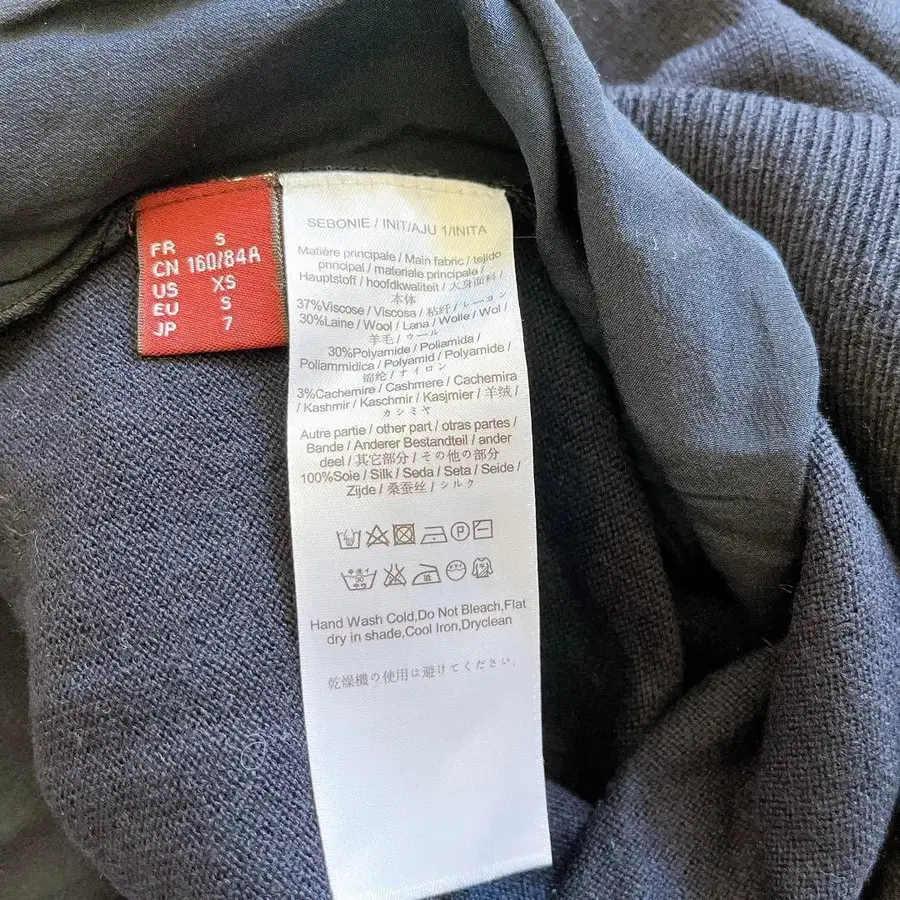 FR S
CN 160/84A
US XS
EU S
JP 7
SEBONIE / INIT/AJU 1/INITA
Matière principale / Main fabric / tejido
principal / materiale principale /
Hauptstoff / hoofdkwaliteit / 大身面料 /
本体
37%Viscose / Viscosa / 粘纤 / レーヨン
30%Laine / Wool / Lana / Wolle / Wol /
羊毛 / ウール
30%Polyamide / Poliamida /
Poliammidica / Polyamid / Polyamide /
锦纶 / ナイロン
3%Cachemire / Cashmere / Cachemira
/ Kashmir / Kaschmir / Kasjmier / 羊绒 /
カシミヤ
Autre partie / other part / otras partes /
Bande / Anderer Bestandteil / ander
deel / 其它部分 / その他の部分
100%Soie / Silk / Seda / Seta / Seide /
Zijde / 桑蚕丝 / シルク
P
30
Hand Wash Cold,Do Not Bleach,Flat
dry in shade,Cool Iron,Dryclean
乾燥機の使用は避けてください.